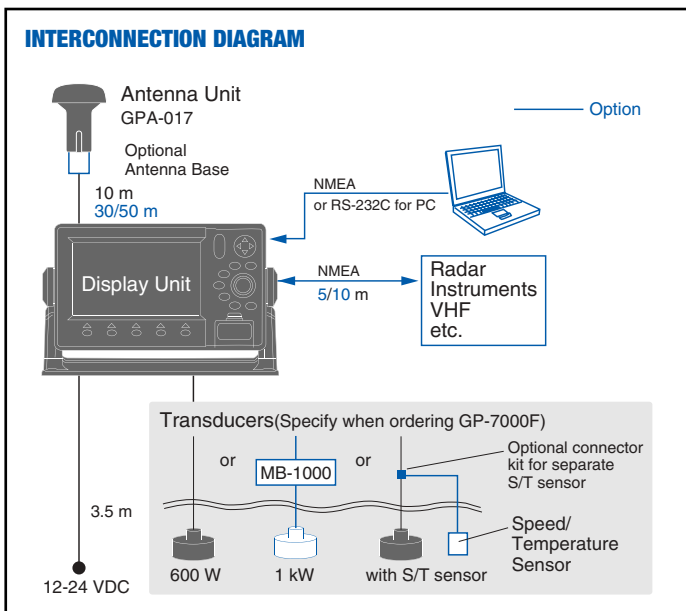 INTERCONNECTION DIAGRAM
Antenna Unit
GPA-017
Option
Optional
Antenna Base
10 m
30/50 m
NMEA
or RS-232C for PC
Display Unit
NMEA
5/10 m
Radar
Instruments
VHF
etc.
Transducers(Specify when ordering GP-7000F)
or
MB-1000
or
Optional connector
kit for separate
S/T sensor
3.5 m
Speed/
Temperature
Sensor
600 W
1 kW
with S/T sensor
12-24 VDC